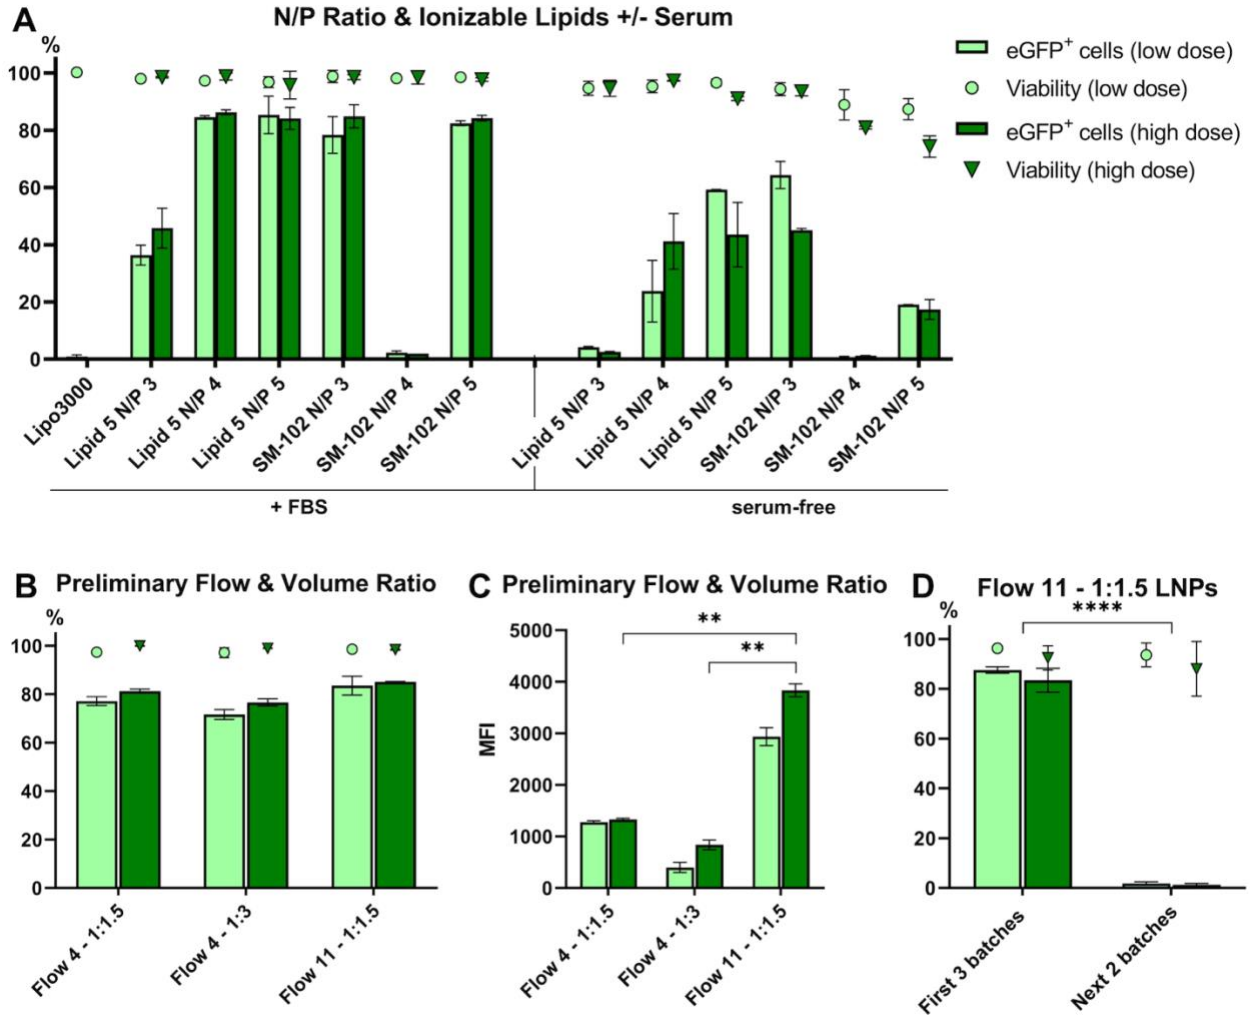 A
N/P Ratio & Ionizable Lipids +/- Serum
%
100
80
60
40
20
0
Lipo3000
Lipid 5 N/P 3
Lipid 5 N/P 4
Lipid 5 N/P 5
SM-102 N/P 3
SM-102 N/P 4
SM-102 N/P 5
Lipid 5 N/P 3
Lipid 5 N/P 4
Lipid 5 N/P 5
SM-102 N/P 3
SM-102 N/P 4
SM-102 N/P 5
+ FBS
serum-free
eGFP+ cells (low dose)
Viability (low dose)
eGFP+ cells (high dose)
Viability (high dose)
B
Preliminary Flow & Volume Ratio
%
100
80
60
40
20
0
Flow 4 - 1:1.5
Flow 4 - 1:3
Flow 11 - 1:1.5
C
Preliminary Flow & Volume Ratio
MFI
5000
4000
3000
2000
1000
0
**
**
Flow 4 - 1:1.5
Flow 4 - 1:3
Flow 11 - 1:1.5
D
Flow 11 - 1:1.5 LNPs
%
****
100
80
60
40
20
0
First 3 batches
Next 2 batches